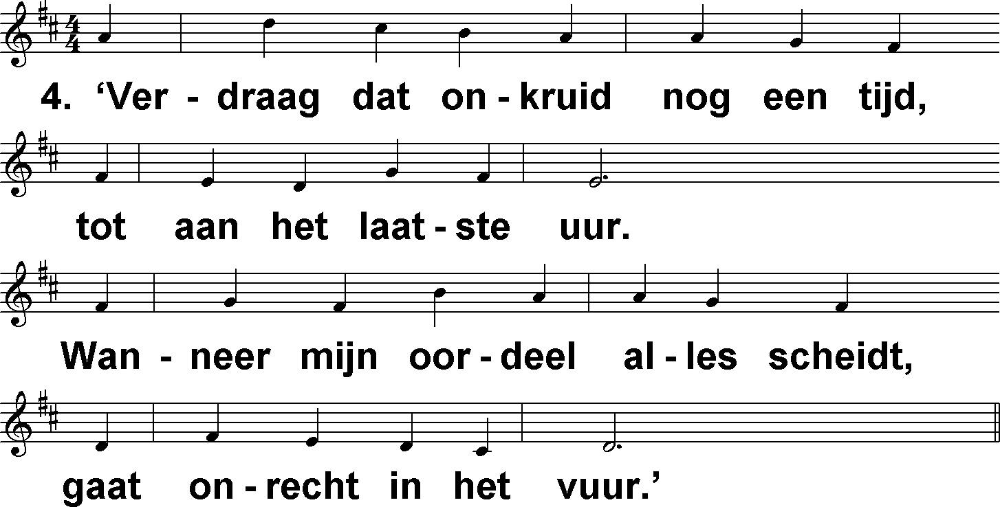 4. ‘Ver - draag dat on - kruid nog een tijd,
tot aan het laat - ste uur.
Wan - neer mijn oor - deel al - les scheidt,
gaat on - recht in het vuur.’